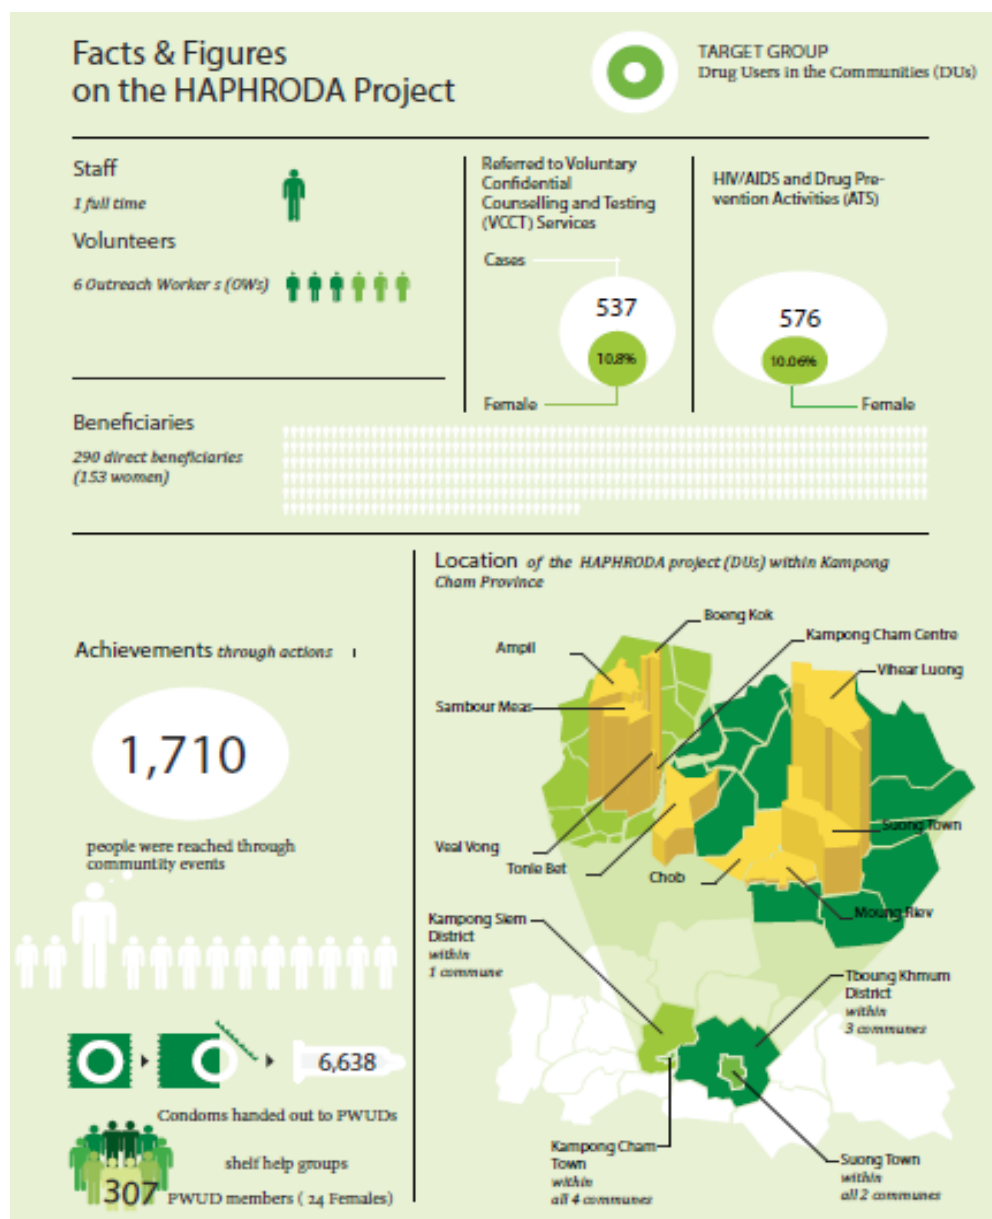 Facts & Figures
on the HAPHRODA Project
TARGET GROUP
Drug Users in the Communities (DUs)
Staff
1 full time
Volunteers
6 Outreach Worker s (OWs)
Referred to Voluntary
Confidential
Counselling and Testing
(VCCT) Services
Cases
537
10.8%
Female
HIV/AIDS and Drug Pre-
vention Activities (ATS)
576
10.06%
Female
Beneficiaries
290 direct beneficiaries
(153 women)
Achievements through actions
1,710
people were reached through
communtity events
6,638
Condoms handed out to PWUDs
shelf help groups
307 PWUD members ( 24 Females)
Location of the HAPHRODA project (DUs) within Kampong
Cham Province
Boeng Kok
Ampil
Kampong Cham Centre
Vihear Luong
Sambour Meas
Suong Town
Veal Vong
Tonle Bet
Chob
Moung Riev
Kampong Siem
District
within
1 commune
Tboung Khmum
District
within
3 communes
Kampong Cham
Town
within
all 4 communes
Suong Town
within
all 2 communes